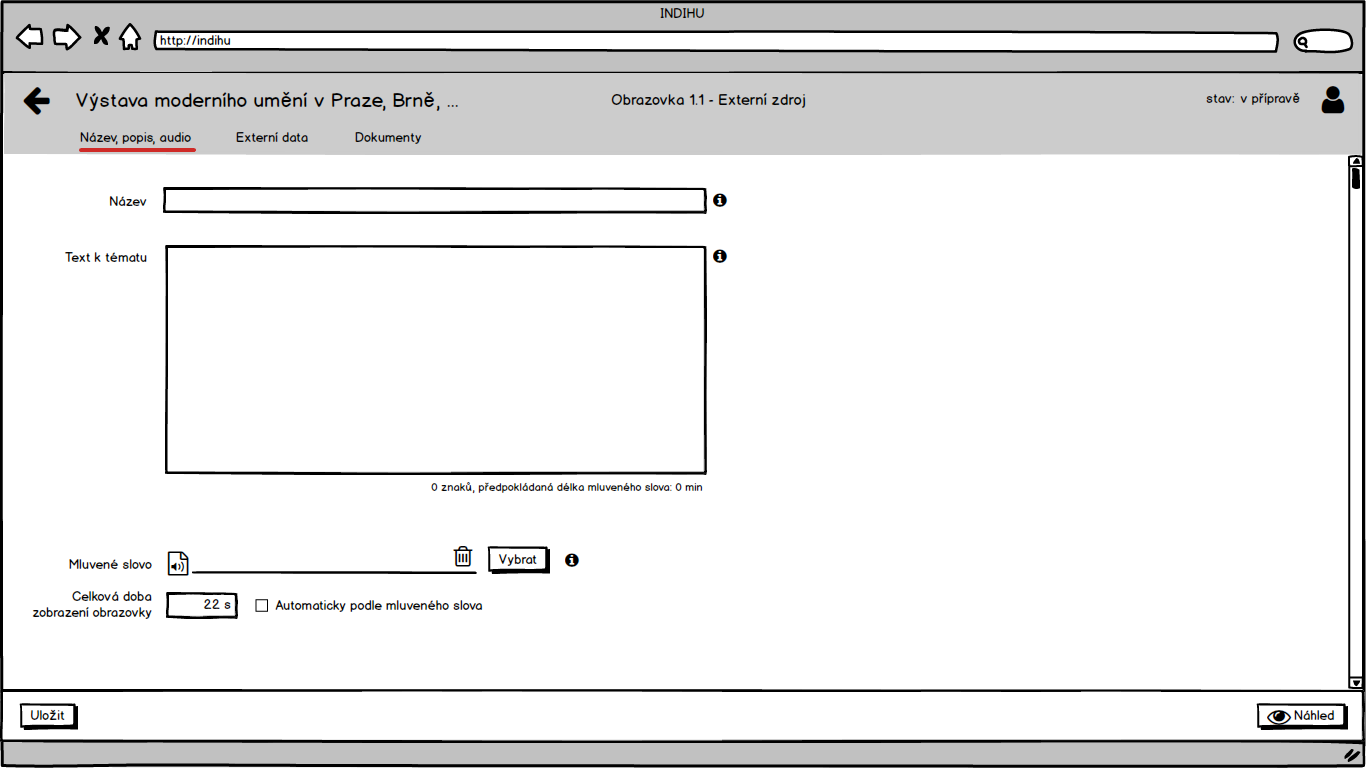 INDIHU
http://indihu
Výstava moderního umění v Praze, Brně, ...
Obrazovka 1.1 - Externí zdroj
stav: v přípravě
Název, popis, audio
Externí data
Dokumenty
Název
Text k tématu
0 znaků, předpokládaná délka mluveného slova: 0 min
Mluvené slovo
Vybrat
Celková doba
zobrazení obrazovky
22 s
Automaticky podle mluveného slova
Uložit
Náhled